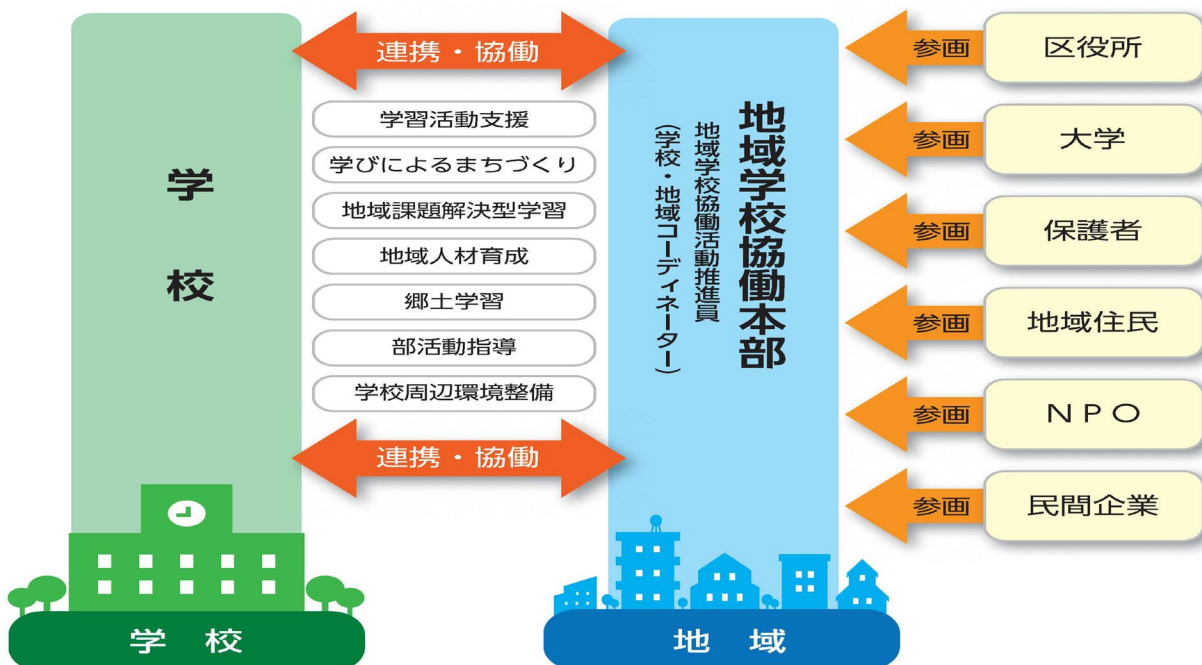 連携・協働
学校
学習活動支援
学びによるまちづくり
地域課題解決型学習
地域人材育成
郷土学習
部活動指導
学校周辺環境整備
連携・協働
地域学校協働本部
地域学校協働活動推進員
(学校・地域コーディネーター)
参画 区役所
参画 大学
参画 保護者
参画 地域住民
参画 NPO
参画 民間企業
学校
地域